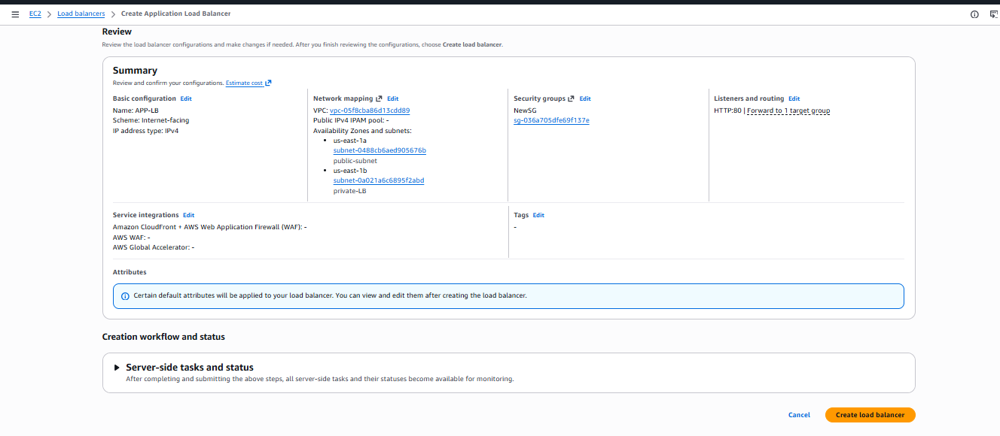 EC2 > Load balancers > Create Application Load Balancer
Review
Review the load balancer configurations and make changes if needed. After you finish reviewing the configurations, choose Create load balancer.
Summary
Review and confirm your configurations. Estimate cost
Basic configuration Edit
Name: APP-LB
Scheme: Internet-facing
IP address type: IPv4
Network mapping Edit
VPC: vpc-05f8cba86d13cdd89
Public IPv4 IPAM pool: -
Availability Zones and subnets:
• us-east-1a
subnet-0488cb6aed905676b
public-subnet
• us-east-1b
subnet-0a021a6c6895f2abd
private-LB
Security groups Edit
NewSG
sg-036a705dfe69f137e
Listeners and routing Edit
HTTP:80 | Forward to 1 target group
Service integrations Edit
Amazon CloudFront + AWS Web Application Firewall (WAF): -
AWS WAF: -
AWS Global Accelerator: -
Tags Edit
-
Attributes
Certain default attributes will be applied to your load balancer. You can view and edit them after creating the load balancer.
Creation workflow and status
Server-side tasks and status
After completing and submitting the above steps, all server-side tasks and their statuses become available for monitoring.
Cancel
Create load balancer